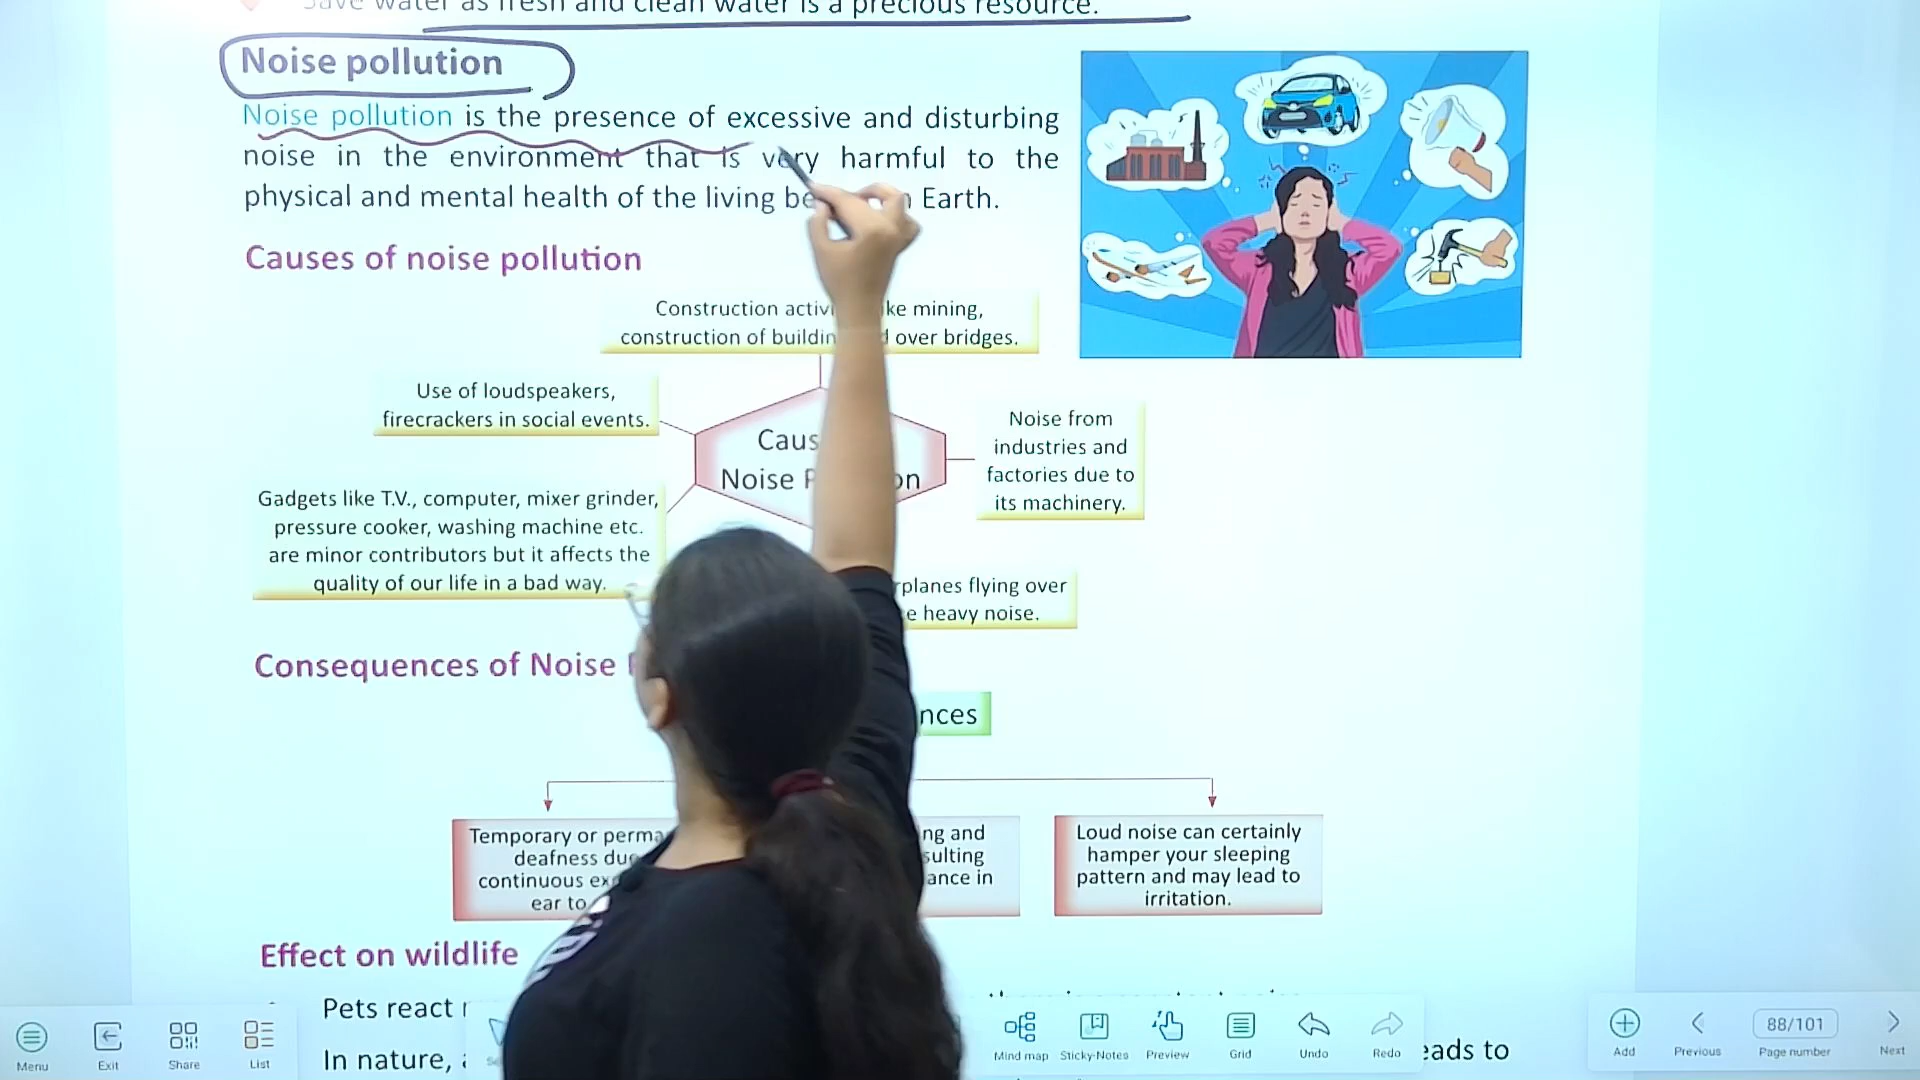 Save water as fresh and clean water is a precious resource.
Noise pollution
Noise pollution is the presence of excessive and disturbing
noise in the environment that is very harmful to the
physical and mental health of the living be Earth.
Causes of noise pollution
Construction activi ke mining,
construction of buildin over bridges.
Use of loudspeakers,
firecrackers in social events.
Noise from
industries and
factories due to
its machinery.
Caus
Noise P on
Gadgets like T.V., computer, mixer grinder,
pressure cooker, washing machine etc.
are minor contributors but it affects the
quality of our life in a bad way.
planes flying over
e heavy noise.
Consequences of Noise
nces
Temporary or perma
deafness due
continuous ex
ear to
ng and
sulting
ance in
Loud noise can certainly
hamper your sleeping
pattern and may lead to
irritation.
Effect on wildlife
Pets react
In nature,
eads to
Menu
Exit
Share
List
Mind map
Sticky-Notes
Preview
Grid
Undo
Redo
Add
Previous
88/101
Page number
Next